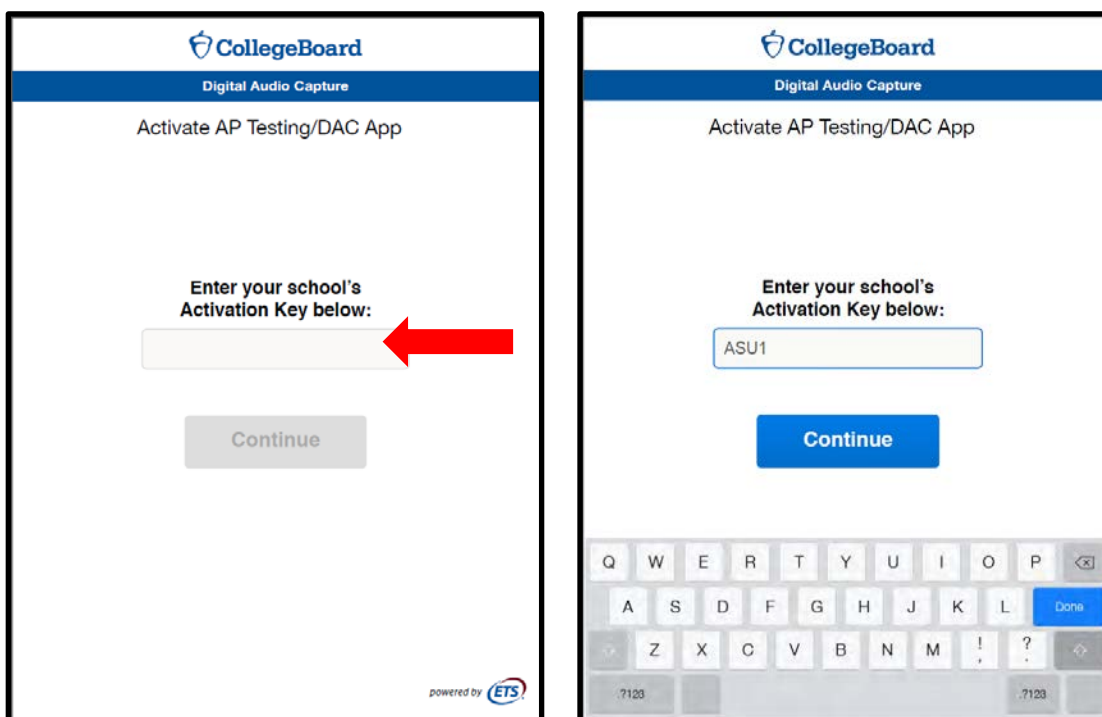 CollegeBoard
Digital Audio Capture
Activate AP Testing/DAC App
Enter your school's
Activation Key below:
Continue
powered by ETS
CollegeBoard
Digital Audio Capture
Activate AP Testing/DAC App
Enter your school's
Activation Key below:
ASU1
Continue
Q W E R T Y U I O P
A S D F G H J K L Done
Z X C V B N M ! , ? .
.?123 .?123